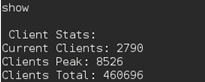 show
Client Stats:
Current Clients: 2790
Clients Peak: 8526
Clients Total: 460696